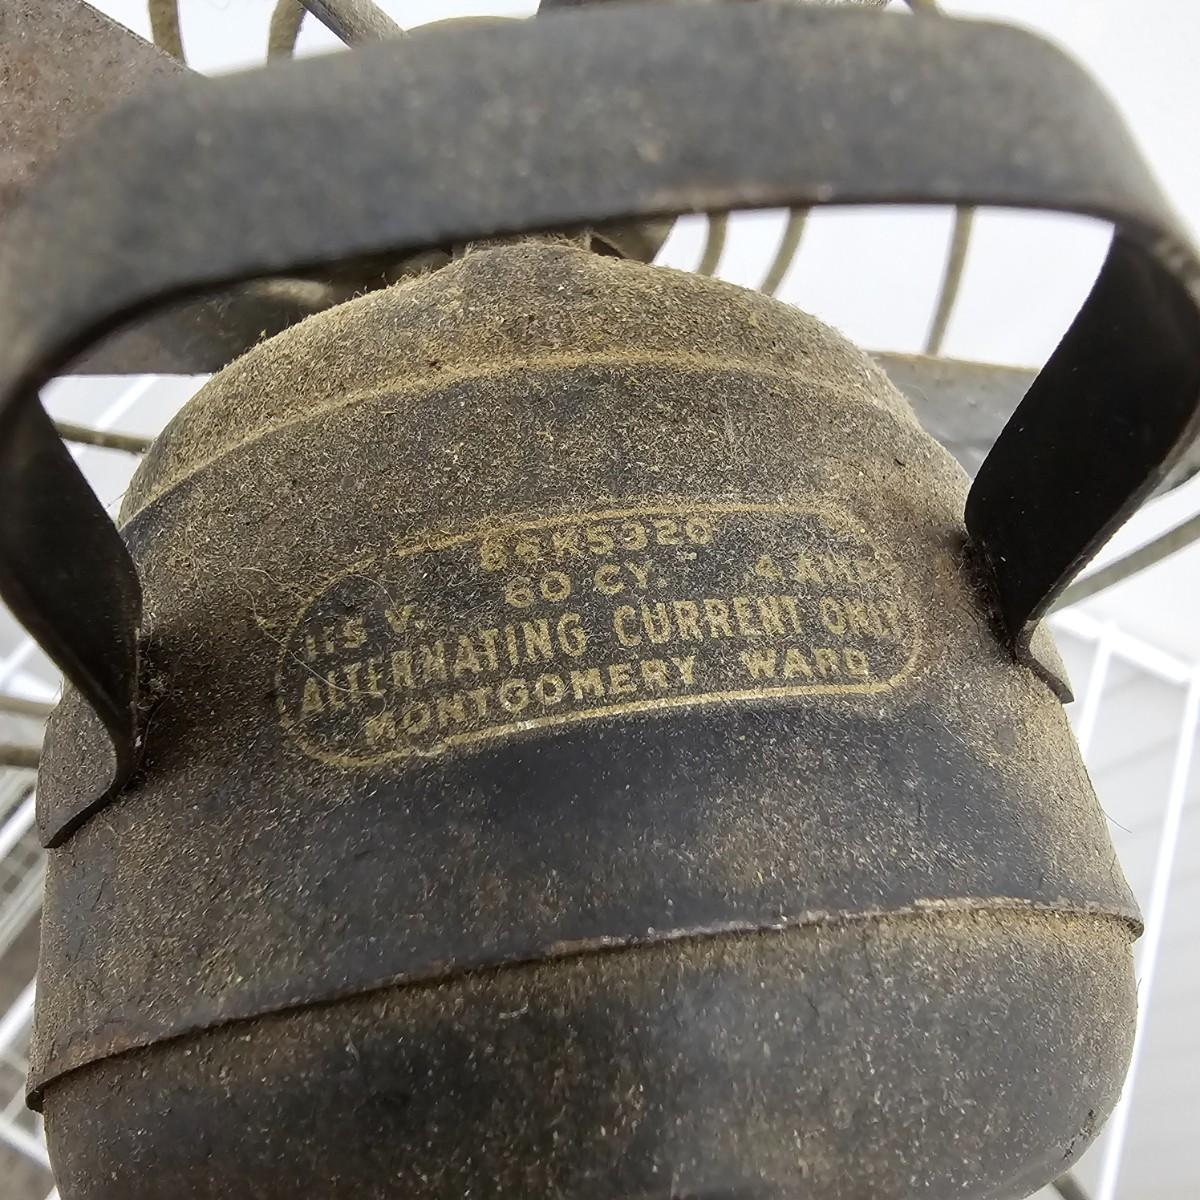 86K5920
60 CY.
115 V. .4 AMP.
ALTERNATING CURRENT ONLY
MONTGOMERY WARD